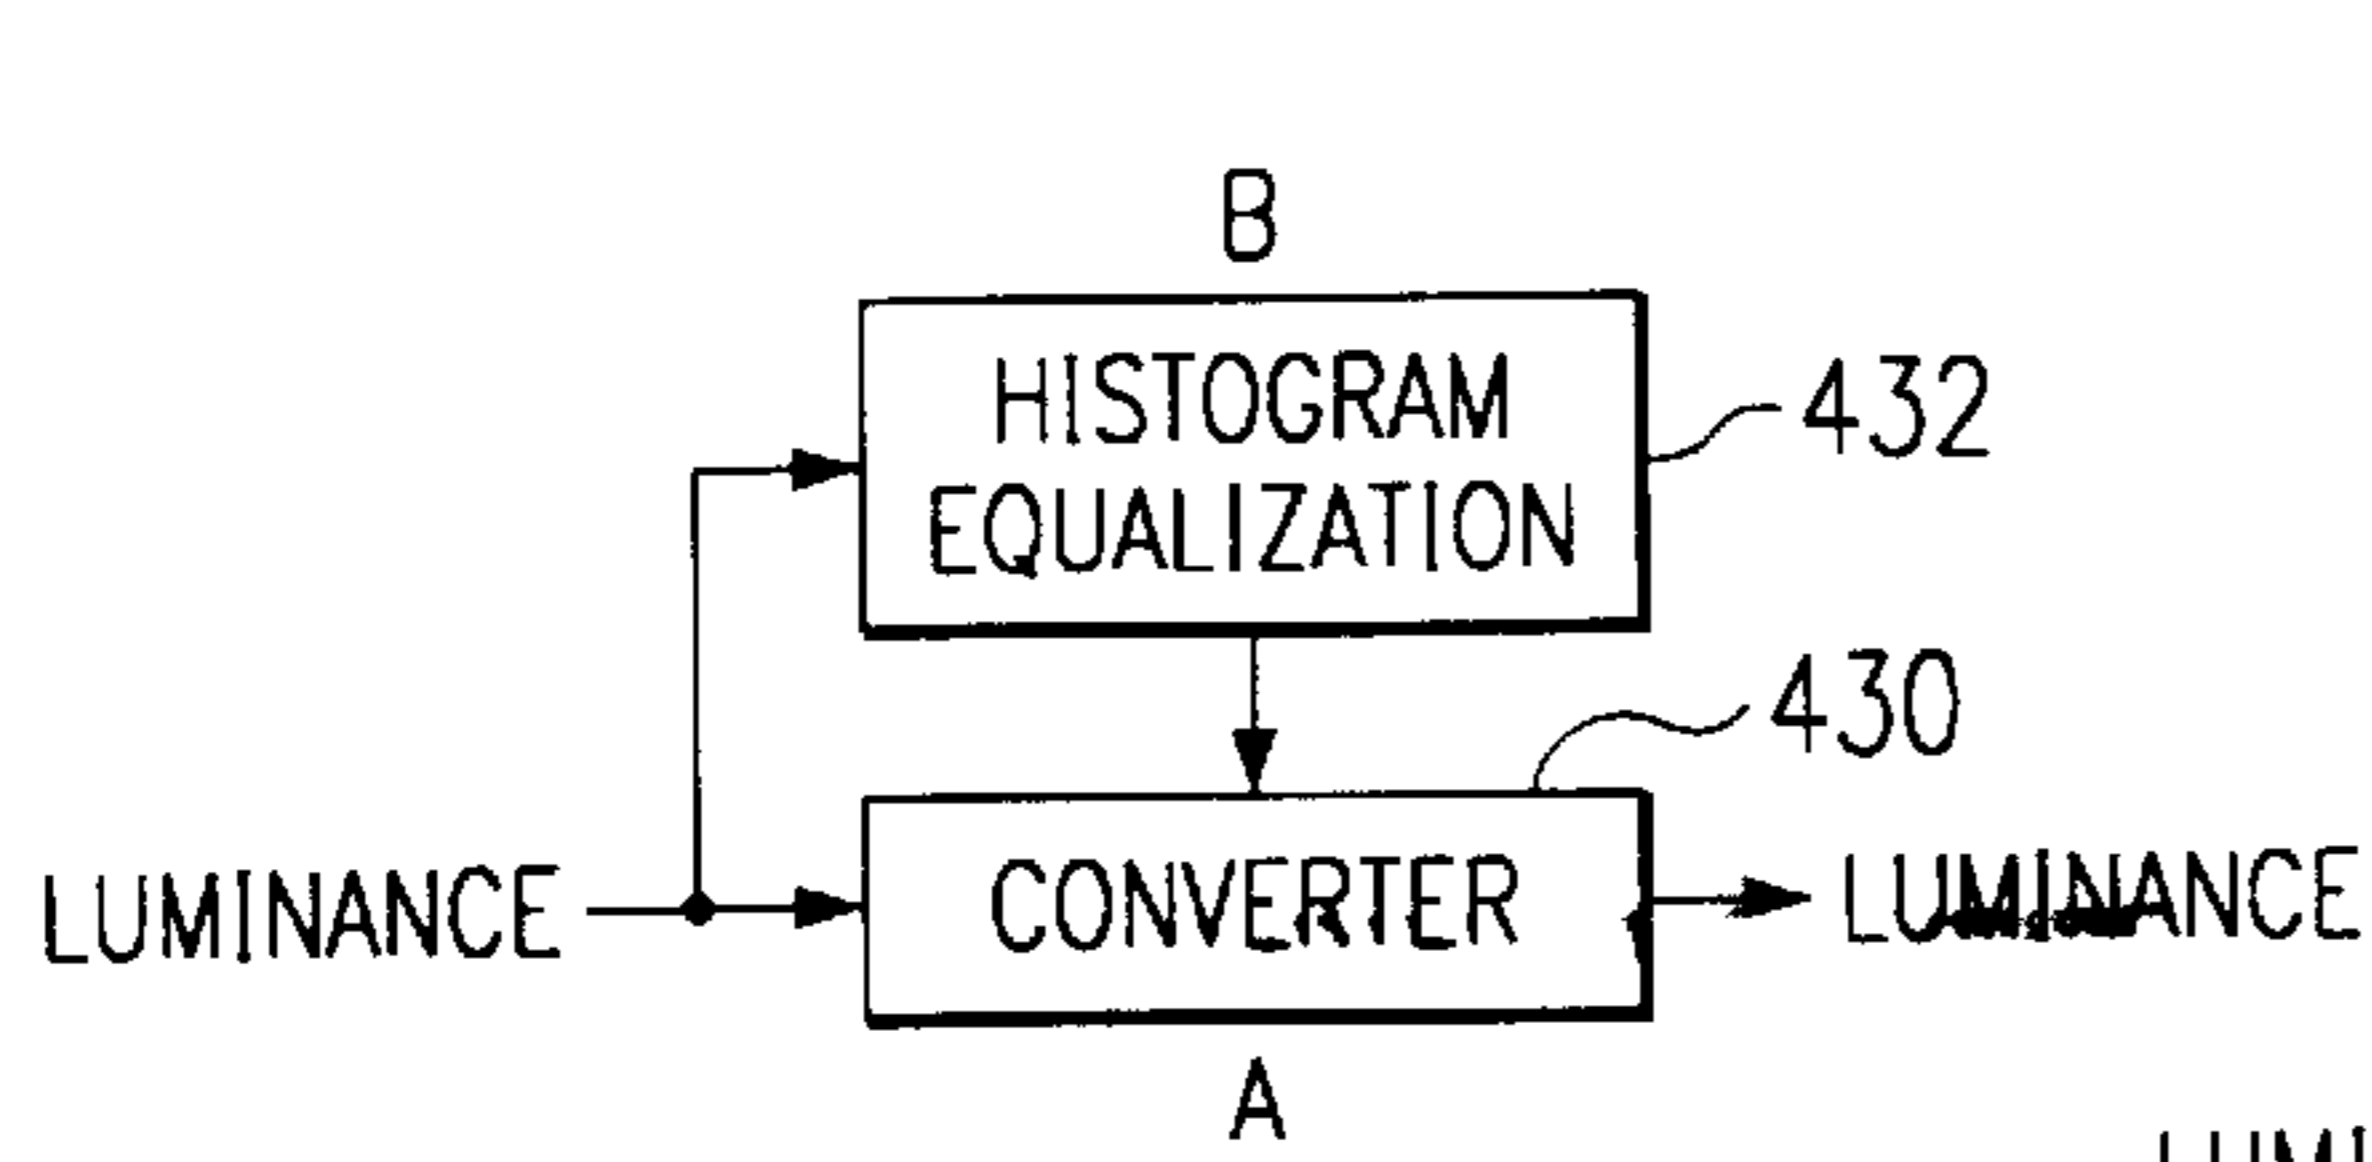 B
HISTOGRAM
EQUALIZATION
432
430
LUMINANCE
CONVERTER
LUMINANCE
A